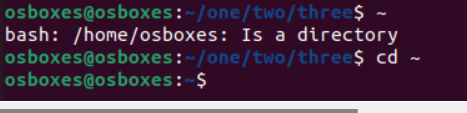 osboxes@osboxes:~/one/two/three$ ~
bash: /home/osboxes: Is a directory
osboxes@osboxes:~/one/two/three$ cd ~
osboxes@osboxes:~$